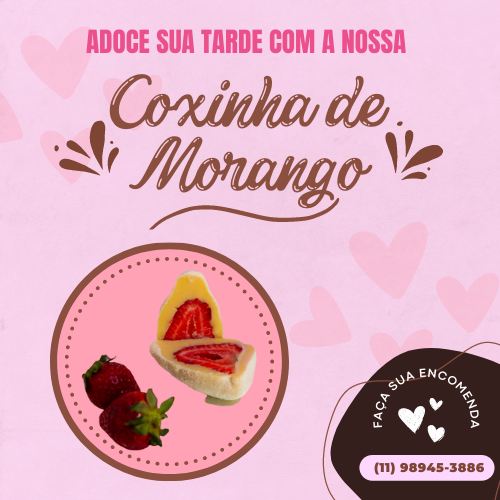 ADOCE SUA TARDE COM A NOSSA
Coxinha de
Morango
FAÇA SUA ENCOMENDA
(11) 98945-3886